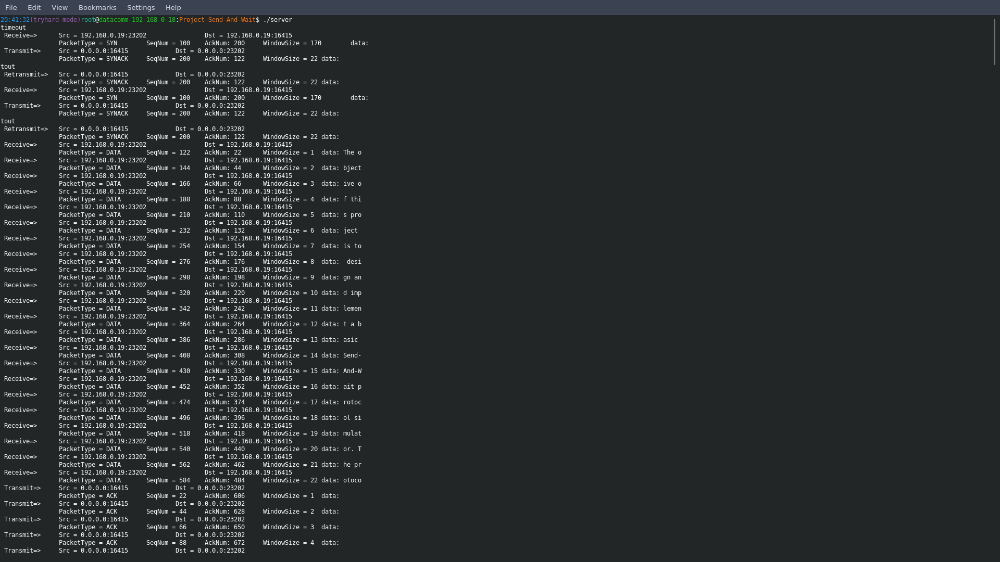 File Edit View Bookmarks Settings Help
20:41:32(tryhard-mode)root@datacomm-192-168-0-18:Project-Send-And-Wait$ ./server
timeout
Receive=> Src = 192.168.0.19:23202 Dst = 192.168.0.19:16415
PacketType = SYN SeqNum = 100 AckNum: 200 WindowSize = 170 data:
Transmit=> Src = 0.0.0.0:16415 Dst = 0.0.0.0:23202
PacketType = SYNACK SeqNum = 200 AckNum: 122 WindowSize = 22 data:
tout
Retransmit=> Src = 0.0.0.0:16415 Dst = 0.0.0.0:23202
PacketType = SYNACK SeqNum = 200 AckNum: 122 WindowSize = 22 data:
Receive=> Src = 192.168.0.19:23202 Dst = 192.168.0.19:16415
PacketType = SYN SeqNum = 100 AckNum: 200 WindowSize = 170 data:
Transmit=> Src = 0.0.0.0:16415 Dst = 0.0.0.0:23202
PacketType = SYNACK SeqNum = 200 AckNum: 122 WindowSize = 22 data:
tout
Retransmit=> Src = 0.0.0.0:16415 Dst = 0.0.0.0:23202
PacketType = SYNACK SeqNum = 200 AckNum: 122 WindowSize = 22 data:
Receive=> Src = 192.168.0.19:23202 Dst = 192.168.0.19:16415
PacketType = DATA SeqNum = 122 AckNum: 22 WindowSize = 1 data: The o
Receive=> Src = 192.168.0.19:23202 Dst = 192.168.0.19:16415
PacketType = DATA SeqNum = 144 AckNum: 44 WindowSize = 2 data: bject
Receive=> Src = 192.168.0.19:23202 Dst = 192.168.0.19:16415
PacketType = DATA SeqNum = 166 AckNum: 66 WindowSize = 3 data: ive o
Receive=> Src = 192.168.0.19:23202 Dst = 192.168.0.19:16415
PacketType = DATA SeqNum = 188 AckNum: 88 WindowSize = 4 data: f thi
Receive=> Src = 192.168.0.19:23202 Dst = 192.168.0.19:16415
PacketType = DATA SeqNum = 210 AckNum: 110 WindowSize = 5 data: s pro
Receive=> Src = 192.168.0.19:23202 Dst = 192.168.0.19:16415
PacketType = DATA SeqNum = 232 AckNum: 132 WindowSize = 6 data: ject
Receive=> Src = 192.168.0.19:23202 Dst = 192.168.0.19:16415
PacketType = DATA SeqNum = 254 AckNum: 154 WindowSize = 7 data: is to
Receive=> Src = 192.168.0.19:23202 Dst = 192.168.0.19:16415
PacketType = DATA SeqNum = 276 AckNum: 176 WindowSize = 8 data:  desi
Receive=> Src = 192.168.0.19:23202 Dst = 192.168.0.19:16415
PacketType = DATA SeqNum = 298 AckNum: 198 WindowSize = 9 data: gn an
Receive=> Src = 192.168.0.19:23202 Dst = 192.168.0.19:16415
PacketType = DATA SeqNum = 320 AckNum: 220 WindowSize = 10 data: d imp
Receive=> Src = 192.168.0.19:23202 Dst = 192.168.0.19:16415
PacketType = DATA SeqNum = 342 AckNum: 242 WindowSize = 11 data: lemen
Receive=> Src = 192.168.0.19:23202 Dst = 192.168.0.19:16415
PacketType = DATA SeqNum = 364 AckNum: 264 WindowSize = 12 data: t a b
Receive=> Src = 192.168.0.19:23202 Dst = 192.168.0.19:16415
PacketType = DATA SeqNum = 386 AckNum: 286 WindowSize = 13 data: asic
Receive=> Src = 192.168.0.19:23202 Dst = 192.168.0.19:16415
PacketType = DATA SeqNum = 408 AckNum: 308 WindowSize = 14 data: Send-
Receive=> Src = 192.168.0.19:23202 Dst = 192.168.0.19:16415
PacketType = DATA SeqNum = 430 AckNum: 330 WindowSize = 15 data: And-W
Receive=> Src = 192.168.0.19:23202 Dst = 192.168.0.19:16415
PacketType = DATA SeqNum = 452 AckNum: 352 WindowSize = 16 data: ait p
Receive=> Src = 192.168.0.19:23202 Dst = 192.168.0.19:16415
PacketType = DATA SeqNum = 474 AckNum: 374 WindowSize = 17 data: rotoc
Receive=> Src = 192.168.0.19:23202 Dst = 192.168.0.19:16415
PacketType = DATA SeqNum = 496 AckNum: 396 WindowSize = 18 data: ol si
Receive=> Src = 192.168.0.19:23202 Dst = 192.168.0.19:16415
PacketType = DATA SeqNum = 518 AckNum: 418 WindowSize = 19 data: mulat
Receive=> Src = 192.168.0.19:23202 Dst = 192.168.0.19:16415
PacketType = DATA SeqNum = 540 AckNum: 440 WindowSize = 20 data: or. T
Receive=> Src = 192.168.0.19:23202 Dst = 192.168.0.19:16415
PacketType = DATA SeqNum = 562 AckNum: 462 WindowSize = 21 data: he pr
Receive=> Src = 192.168.0.19:23202 Dst = 192.168.0.19:16415
PacketType = DATA SeqNum = 584 AckNum: 484 WindowSize = 22 data: otoco
Transmit=> Src = 0.0.0.0:16415 Dst = 0.0.0.0:23202
PacketType = ACK SeqNum = 22 AckNum: 606 WindowSize = 1 data:
Transmit=> Src = 0.0.0.0:16415 Dst = 0.0.0.0:23202
PacketType = ACK SeqNum = 44 AckNum: 628 WindowSize = 2 data:
Transmit=> Src = 0.0.0.0:16415 Dst = 0.0.0.0:23202
PacketType = ACK SeqNum = 66 AckNum: 650 WindowSize = 3 data:
Transmit=> Src = 0.0.0.0:16415 Dst = 0.0.0.0:23202
PacketType = ACK SeqNum = 88 AckNum: 672 WindowSize = 4 data:
Transmit=> Src = 0.0.0.0:16415 Dst = 0.0.0.0:23202